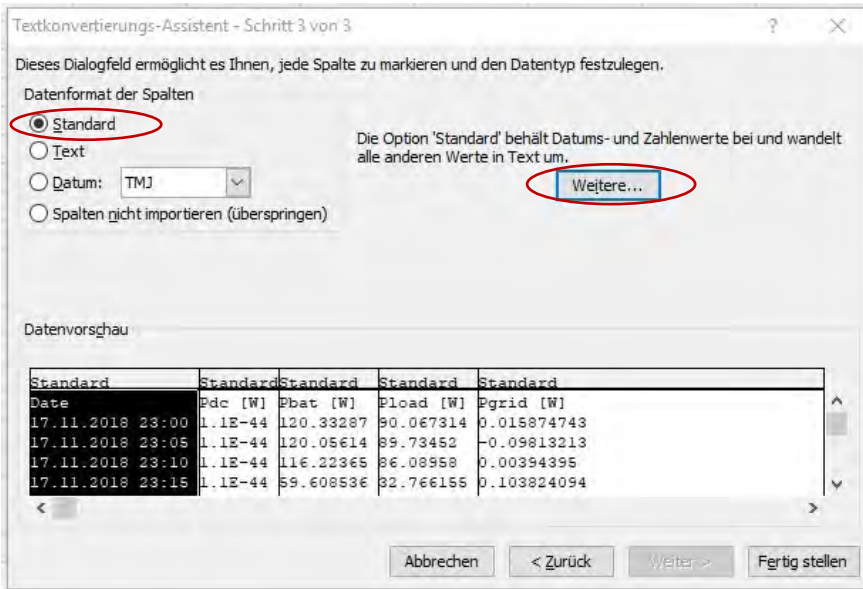 Textkonvertierungs-Assistent - Schritt 3 von 3
?
Dieses Dialogfeld ermöglicht es Ihnen, jede Spalte zu markieren und den Datentyp festzulegen.
Datenformat der Spalten
Standard
Text
Datum: TMJ
Spalten nicht importieren (überspringen)
Die Option 'Standard' behält Datums- und Zahlenwerte bei und wandelt
alle anderen Werte in Text um.
Weitere...
Datenvorschau
Standard Standard Standard Standard Standard
Date Pdc [W] Pbat [W] Pload [W] Pgrid [W]
17.11.2018 23:00 1.1E-44 120.33287 90.067314 0.015874743
17.11.2018 23:05 1.1E-44 120.05614 89.73452 -0.09813213
17.11.2018 23:10 1.1E-44 116.22365 86.08958 0.00394395
17.11.2018 23:15 1.1E-44 59.608536 32.766155 0.103824094
Abbrechen < Zurück Weiter > Fertig stellen